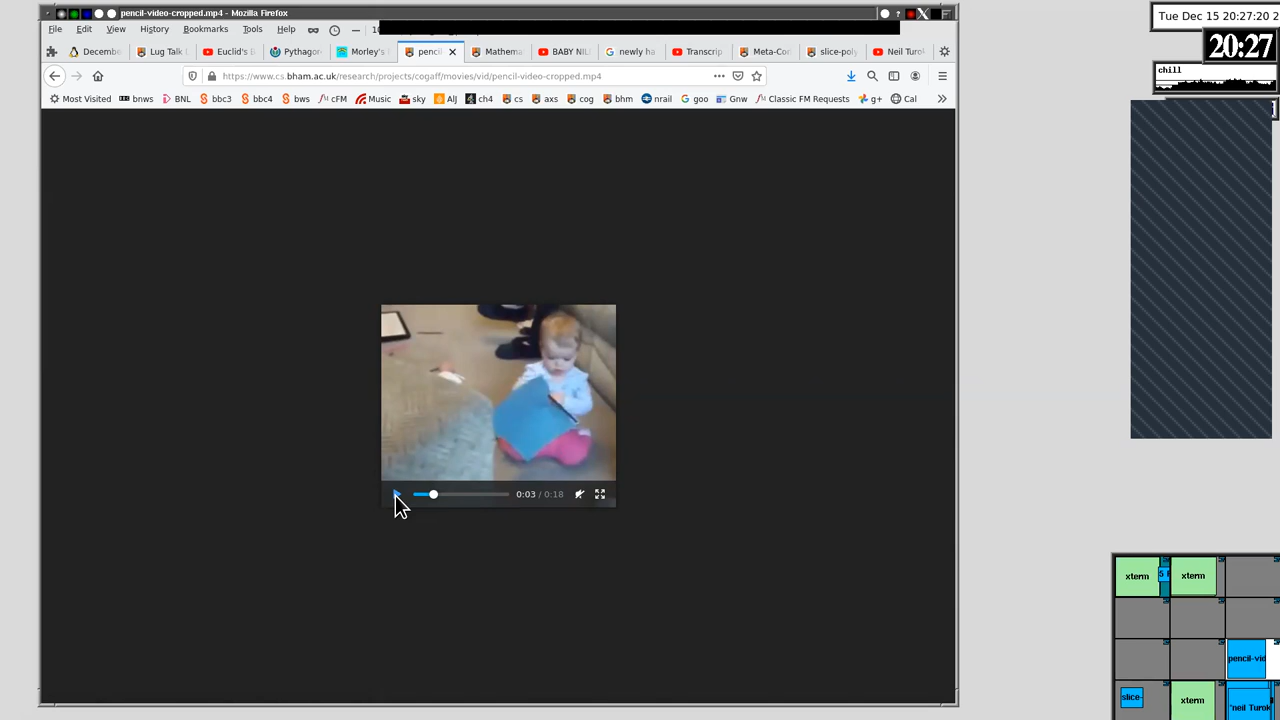 pencil-video-cropped.mp4 - Mozilla Firefox
File Edit View History Bookmarks Tools Help
Decembe Lug Talk Euclid's B Pythagor Morley's pencil- Mathema BABY NIL newly ha Transcrip Meta-Co slice-poly Neil Turok
https://www.cs.bham.ac.uk/research/projects/cogaff/movies/vid/pencil-video-cropped.mp4
Most Visited bnws BNL bbc3 bbc4 bws cFM Music sky AIJ ch4 cs axs cog bhm nrail goo Gnw Classic FM Requests g+ Cal
0:03 / 0:18
Tue Dec 15 20:27:20 2
20:27
chill
xterm xterm
pencil-vid
slice- xterm "neil Turok